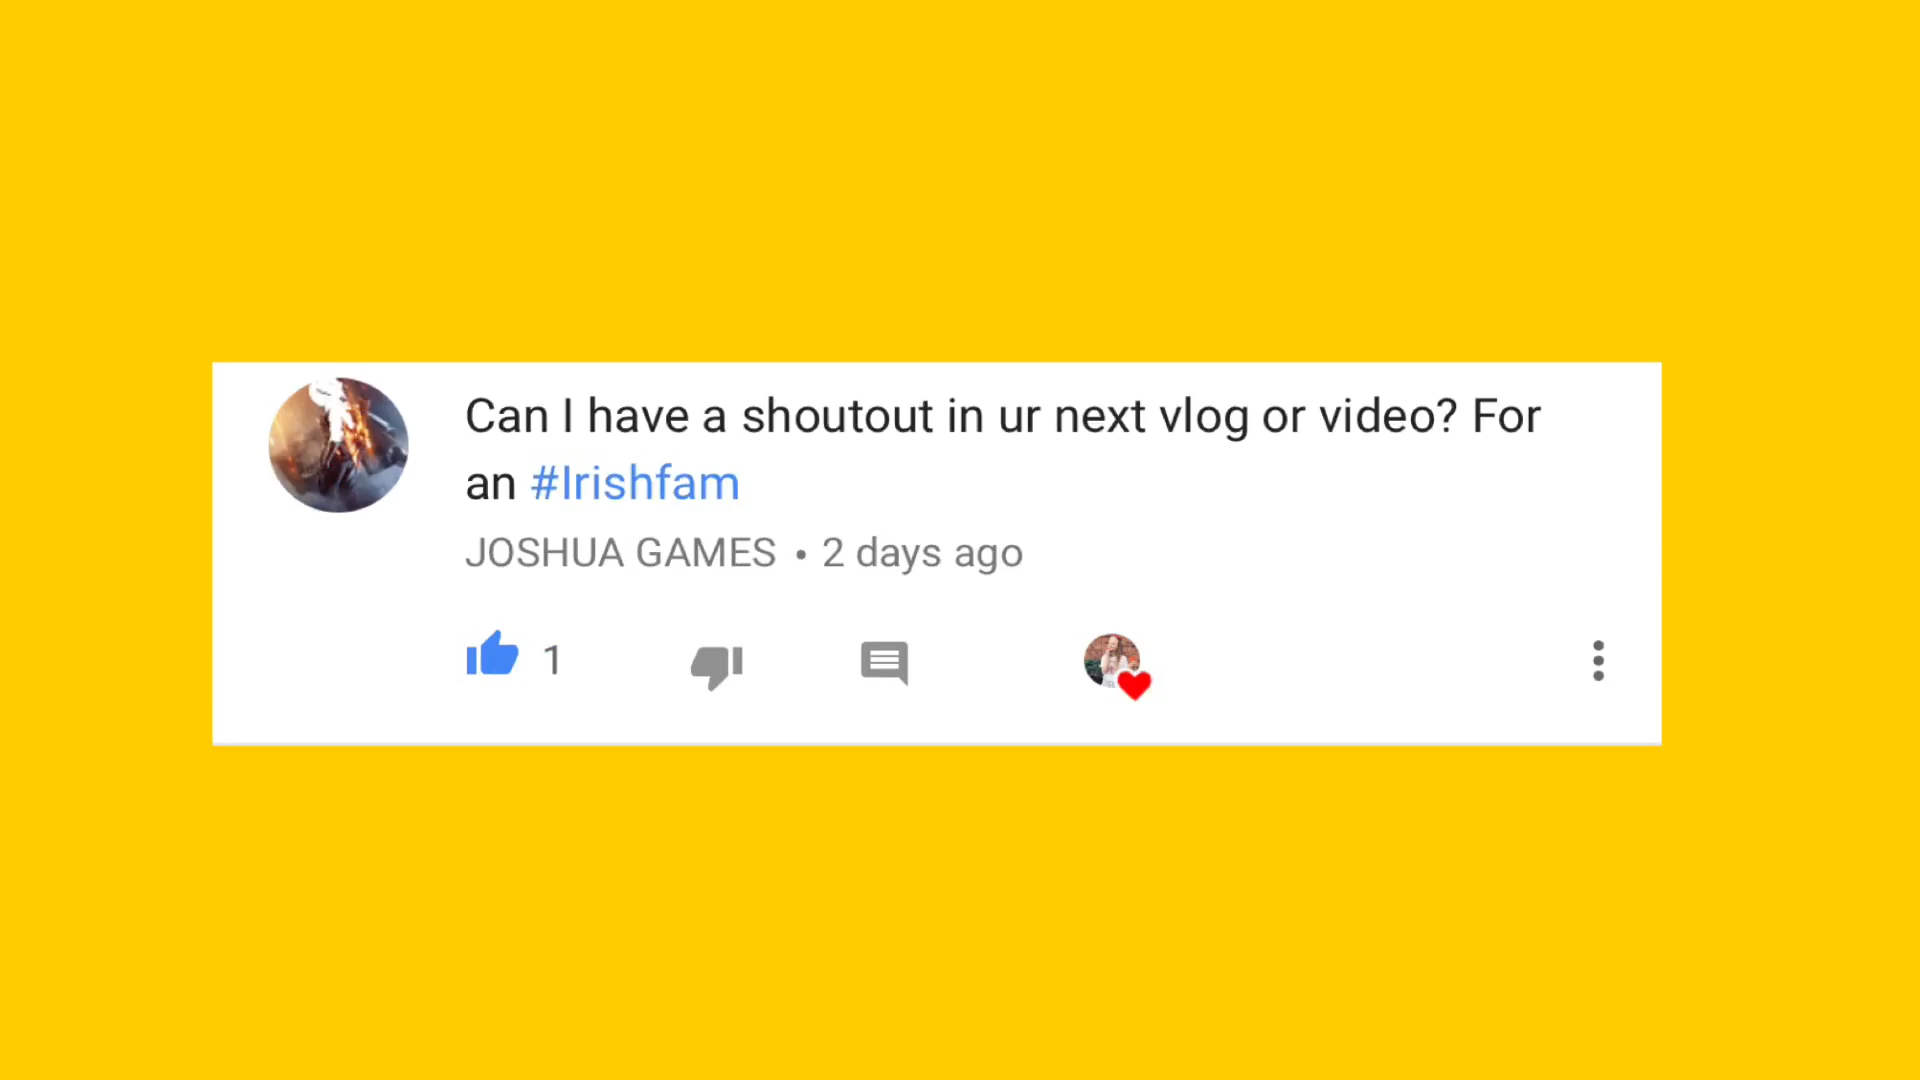 Can I have a shoutout in ur next vlog or video? For
an #Irishfam
JOSHUA GAMES • 2 days ago
1